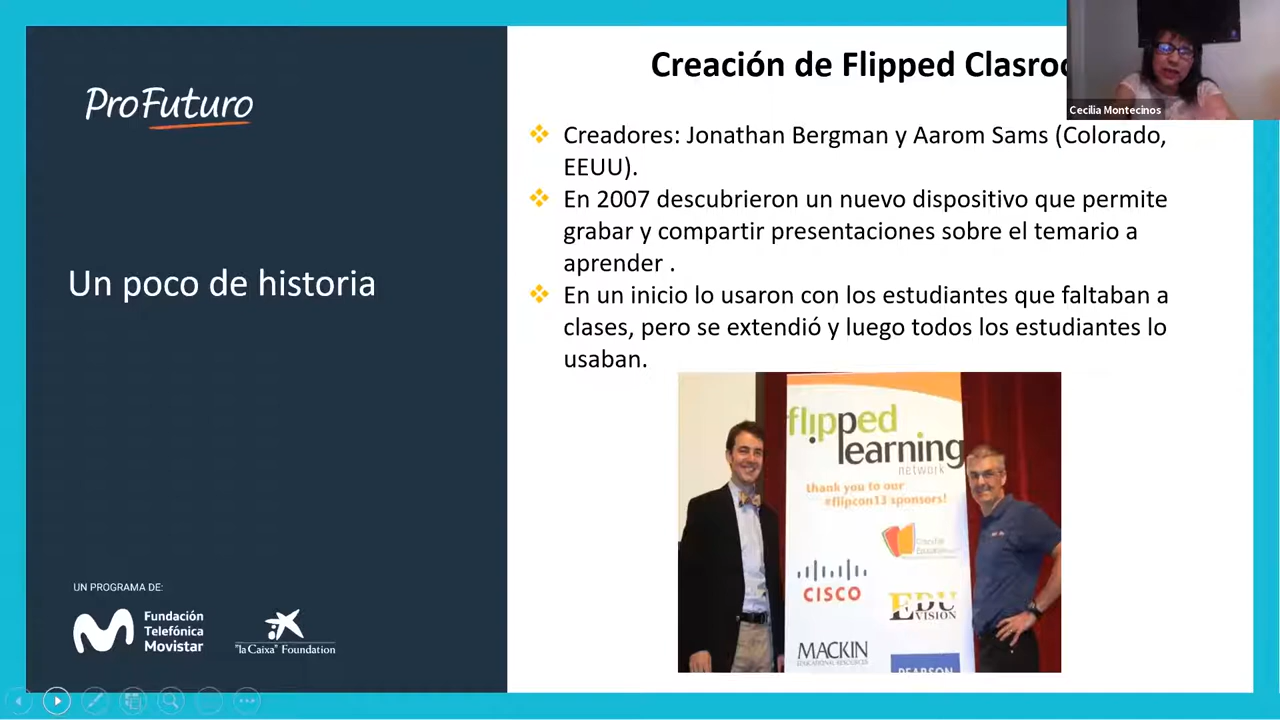 ProFuturo
Un poco de historia
UN PROGRAMA DE:
Fundación
Telefónica
Movistar
"la Caixa" Foundation
Creación de Flipped Clasroo
Cecilia Montecinos
Creadores: Jonathan Bergman y Aarom Sams (Colorado,
EEUU).
En 2007 descubrieron un nuevo dispositivo que permite
grabar y compartir presentaciones sobre el temario a
aprender .
En un inicio lo usaron con los estudiantes que faltaban a
clases, pero se extendió y luego todos los estudiantes lo
usaban.
flipped
learning
network
thank you to our
#flipcon13 sponsors!
CISCO
EDU
VISION
MACKIN
EDUCATIONAL RESOURCES
PEARSON